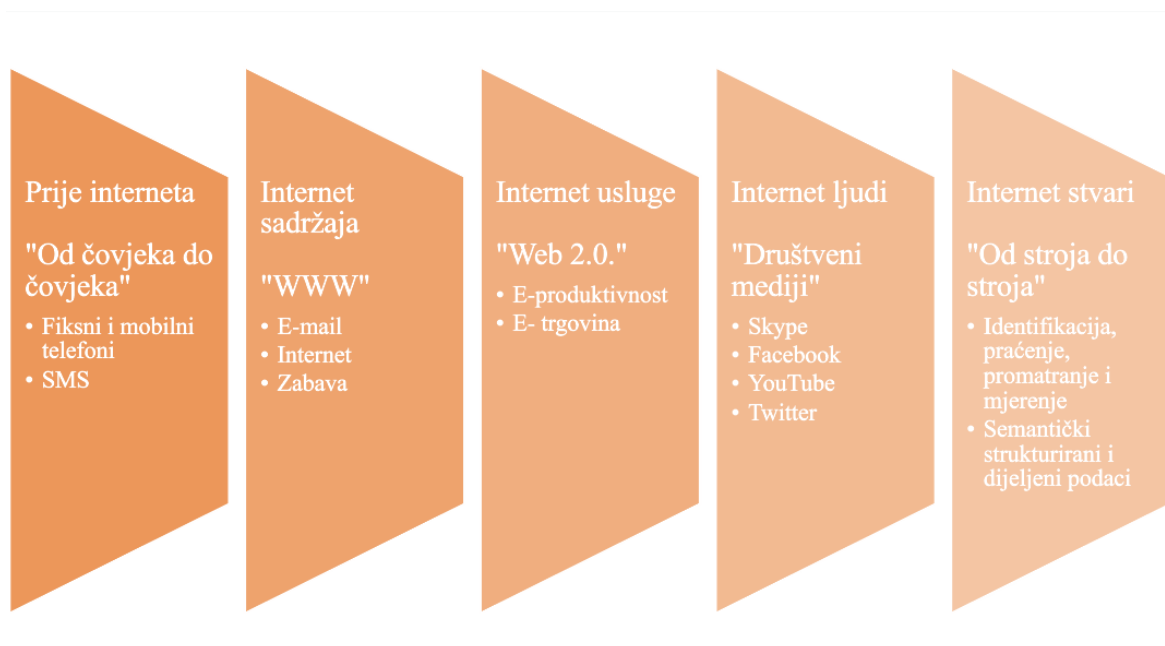 Prije interneta
"Od čovjeka do
čovjeka"
• Fiksni i mobilni
telefoni
• SMS
Internet
sadržaja
"WWW"
• E-mail
• Internet
• Zabava
Internet usluge
"Web 2.0."
• E-produktivnost
• E- trgovina
Internet ljudi
"Društveni
mediji"
• Skype
• Facebook
• YouTube
• Twitter
Internet stvari
"Od stroja do
stroja"
• Identifikacija,
praćenje,
promatranje i
mjerenje
• Semantički
strukturirani i
dijeljeni podaci